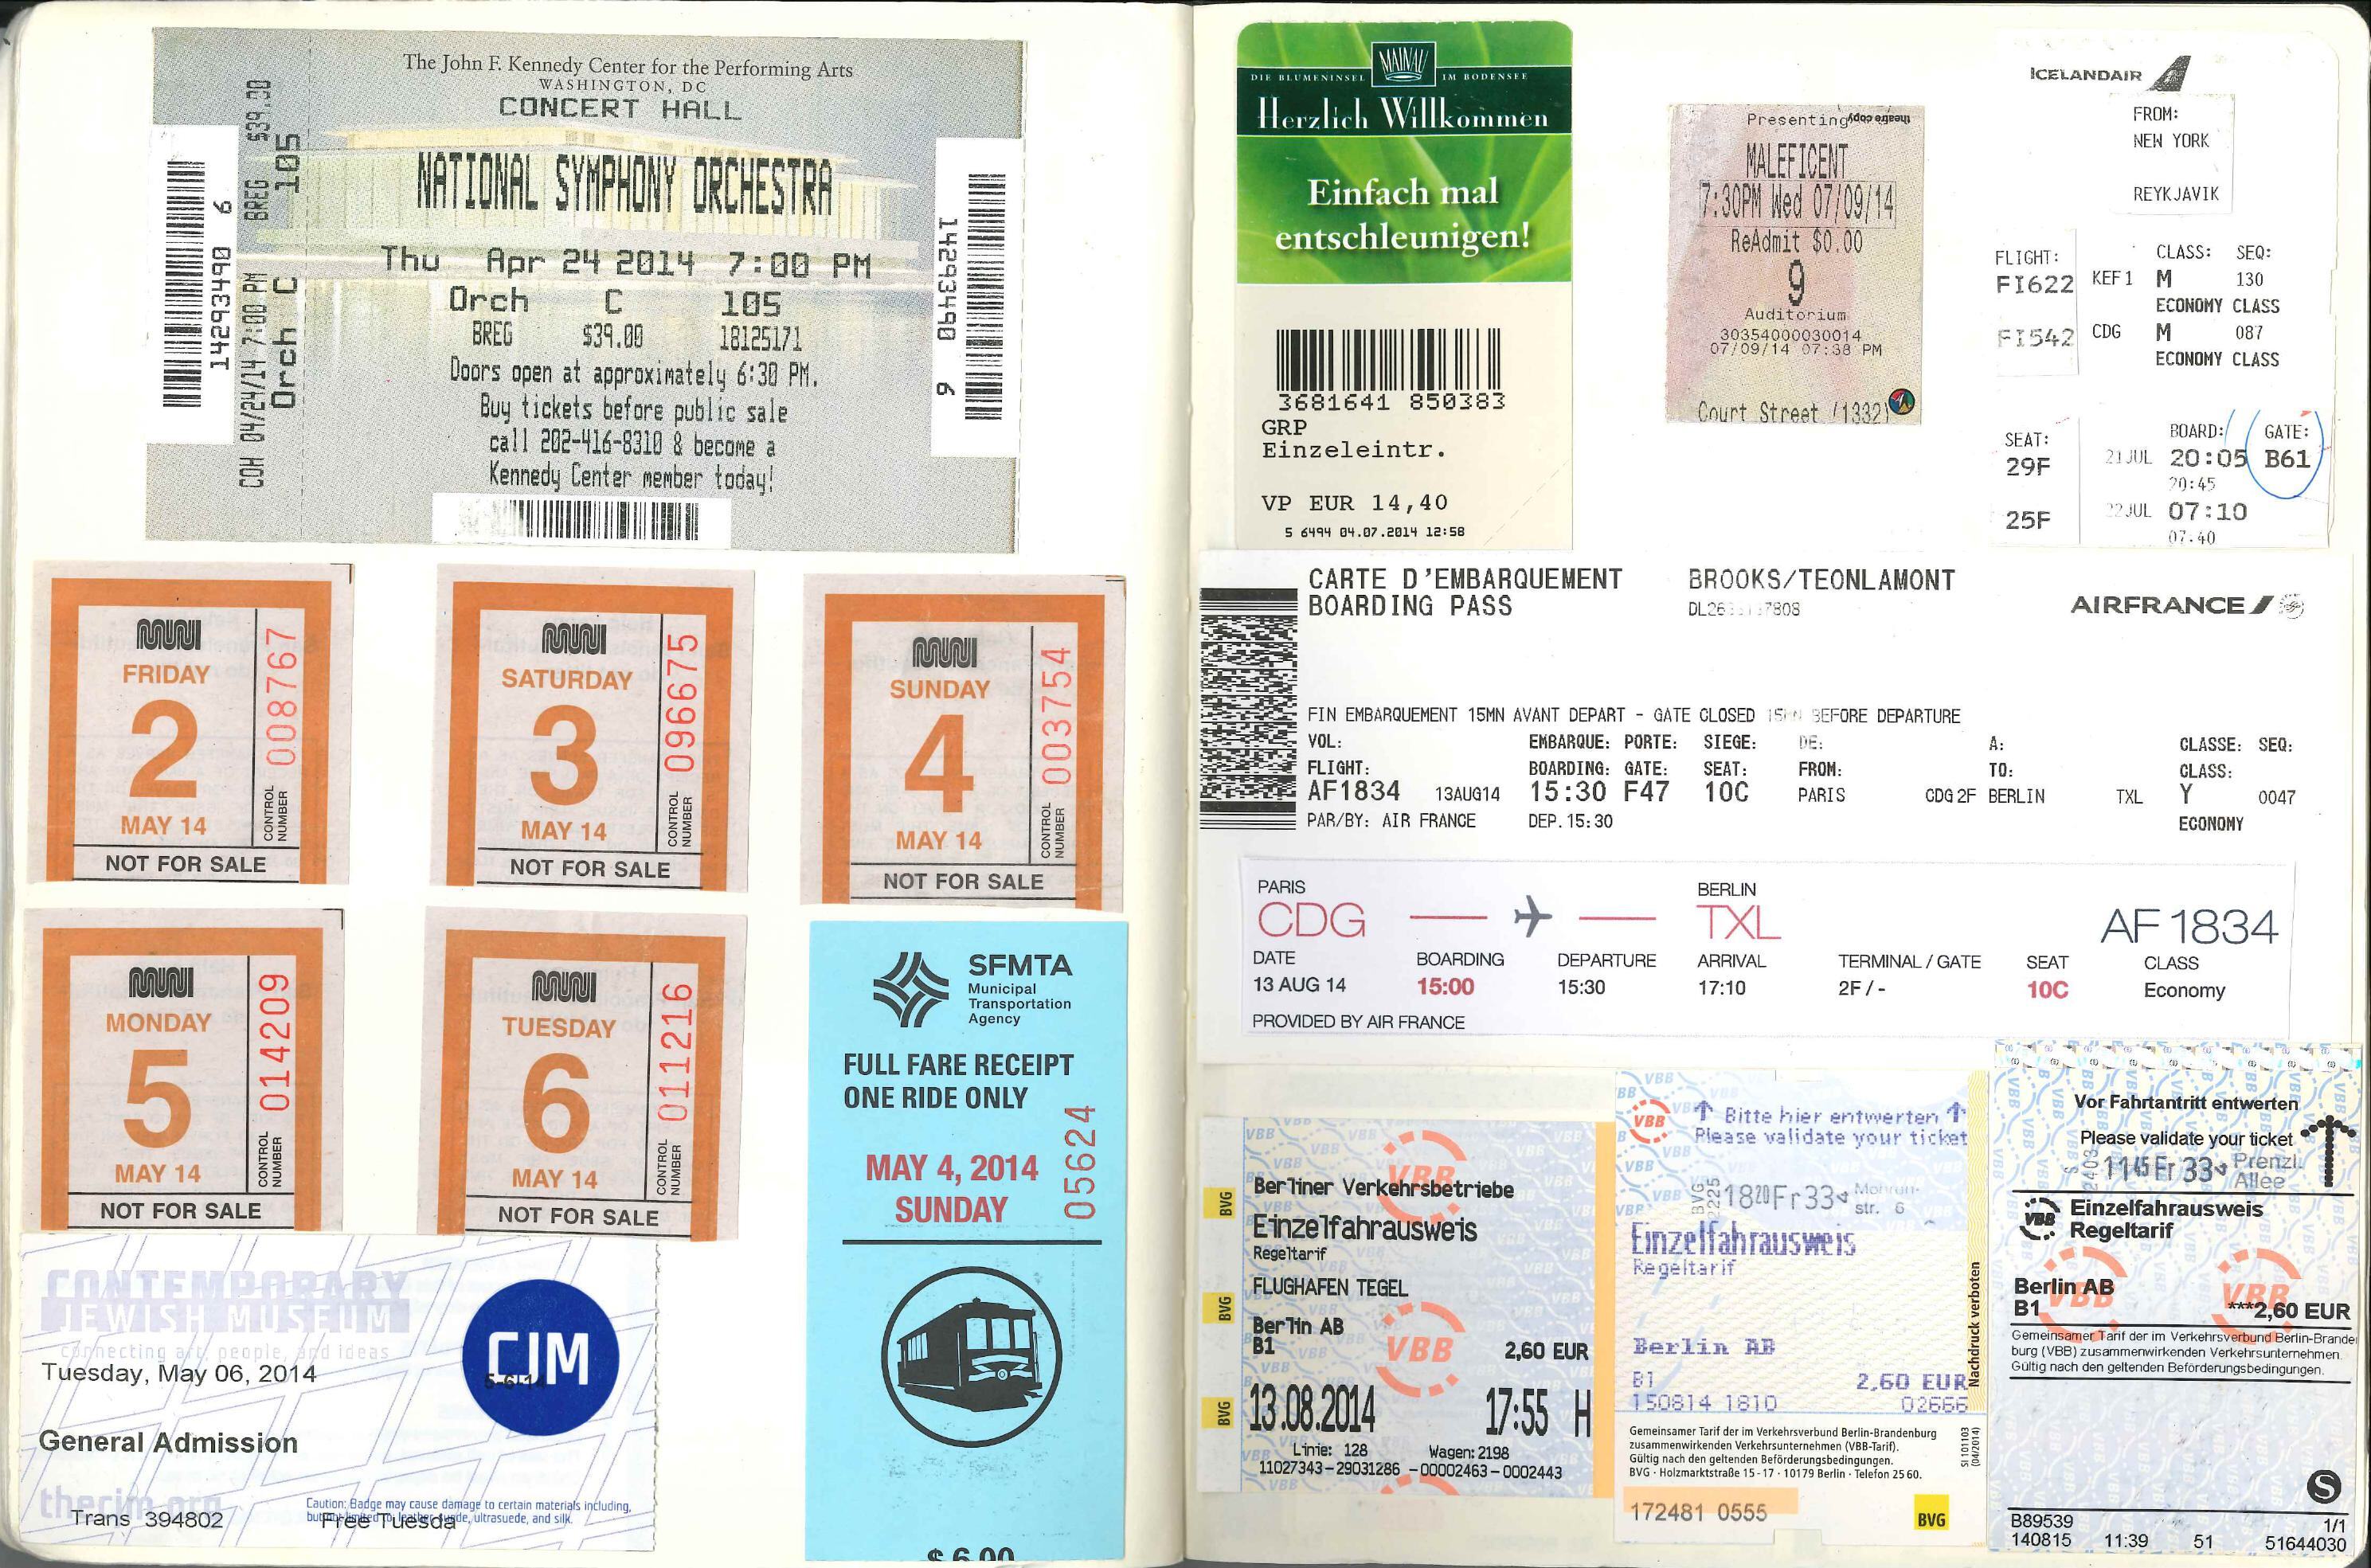 The John F. Kennedy Center for the Performing Arts
WASHINGTON, DC
CONCERT HALL
NATIONAL SYMPHONY ORCHESTRA
Thu Apr 24 2014 7:00 PM
Orch C 105
BREG $39.00 18125171
Doors open at approximately 6:30 PM.
Buy tickets before public sale
call 202-416-8310 & become a
Kennedy Center member today!
14293490 6
COH 04/24/14 7:00 PM BREG $39.00
Orch C 105
14293490 6
MUNI
FRIDAY
2
MAY 14
NOT FOR SALE
CONTROL NUMBER 008767
MUNI
SATURDAY
3
MAY 14
NOT FOR SALE
CONTROL NUMBER 096675
MUNI
SUNDAY
4
MAY 14
NOT FOR SALE
CONTROL NUMBER 003754
MUNI
MONDAY
5
MAY 14
NOT FOR SALE
CONTROL NUMBER 014209
MUNI
TUESDAY
6
MAY 14
NOT FOR SALE
CONTROL NUMBER 011216
SFMTA
Municipal
Transportation
Agency
FULL FARE RECEIPT
ONE RIDE ONLY
MAY 4, 2014
SUNDAY
05624
$6.00
CONTEMPORARY
JEWISH MUSEUM
connecting art, people, and ideas
Tuesday, May 06, 2014
CJM
5-6-14
General Admission
thecjm.org
Trans 394802
Caution: Badge may cause damage to certain materials including,
but not limited to, leather, suede, ultrasuede, and silk.
Free Tuesda
MAINAU
DIE BLUMENINSEL IM BODENSEE
Herzlich Willkommen
Einfach mal
entschleunigen!
3681641 850383
GRP
Einzeleintr.
VP EUR 14,40
5 6494 04.07.2014 12:58
Presenting
theatre copy
MALEFICENT
7:30PM Wed 07/09/14
ReAdmit $0.00
9
Auditorium
30354000030014
07/09/14 07:38 PM
Court Street (1332)
ICELANDAIR
FROM:
NEW YORK
REYKJAVIK
FLIGHT: CLASS: SEQ:
FI622 KEF1 M 130
ECONOMY CLASS
FI542 CDG M 087
ECONOMY CLASS
SEAT: BOARD: GATE:
29F 21JUL 20:05 B61
20:45
25F 22JUL 07:10
07:40
CARTE D'EMBARQUEMENT BROOKS/TEONLAMONT
BOARDING PASS
AIRFRANCE
FIN EMBARQUEMENT 15MN AVANT DEPART - GATE CLOSED 15MN BEFORE DEPARTURE
VOL: EMBARQUE: PORTE: SIEGE: DE: A: CLASSE: SEQ:
FLIGHT: BOARDING: GATE: SEAT: FROM: TO: CLASS:
AF1834 13AUG14 15:30 F47 10C PARIS CDG2F BERLIN TXL Y 0047
PAR/BY: AIR FRANCE DEP.15:30 ECONOMY
PARIS BERLIN
CDG TXL AF 1834
DATE BOARDING DEPARTURE ARRIVAL TERMINAL / GATE SEAT CLASS
13 AUG 14 15:00 15:30 17:10 2F / - 10C Economy
PROVIDED BY AIR FRANCE
BVG
BVG
BVG
VBB
Berliner Verkehrsbetriebe
Einzelfahrausweis
Regeltarif
FLUGHAFEN TEGEL
Berlin AB
B1 2,60 EUR
VBB
13.08.2014 17:55 H
Linie: 128 Wagen: 2198
11027343-29031286 -00002463-0002443
VBB
Bitte hier entwerten
Please validate your ticket
BVG 2225 1820 Fr 33 Mohren-
str. 6
Einzelfahrausweis
Regeltarif
Berlin AB
B1 2,60 EUR
150814 1810 02666
Nachdruck verboten
Gemeinsamer Tarif der im Verkehrsverbund Berlin-Brandenburg
zusammenwirkenden Verkehrsunternehmen (VBB-Tarif).
Gültig nach den geltenden Beförderungsbedingungen.
BVG · Holzmarktstraße 15-17 · 10179 Berlin · Telefon 25 60.
SI 101103
(04/2014)
172481 0555
BVG
Vor Fahrtantritt entwerten
Please validate your ticket
S 2403 1145 Fr 33 Prenzl.
Allee
VBB
Einzelfahrausweis
Regeltarif
Berlin AB
B1 ***2,60 EUR
VBB VBB
Gemeinsamer Tarif der im Verkehrsverbund Berlin-Brander
burg (VBB) zusammenwirkenden Verkehrsunternehmen.
Gültig nach den geltenden Beförderungsbedingungen.
S
B89539 1/1
140815 11:39 51 51644030